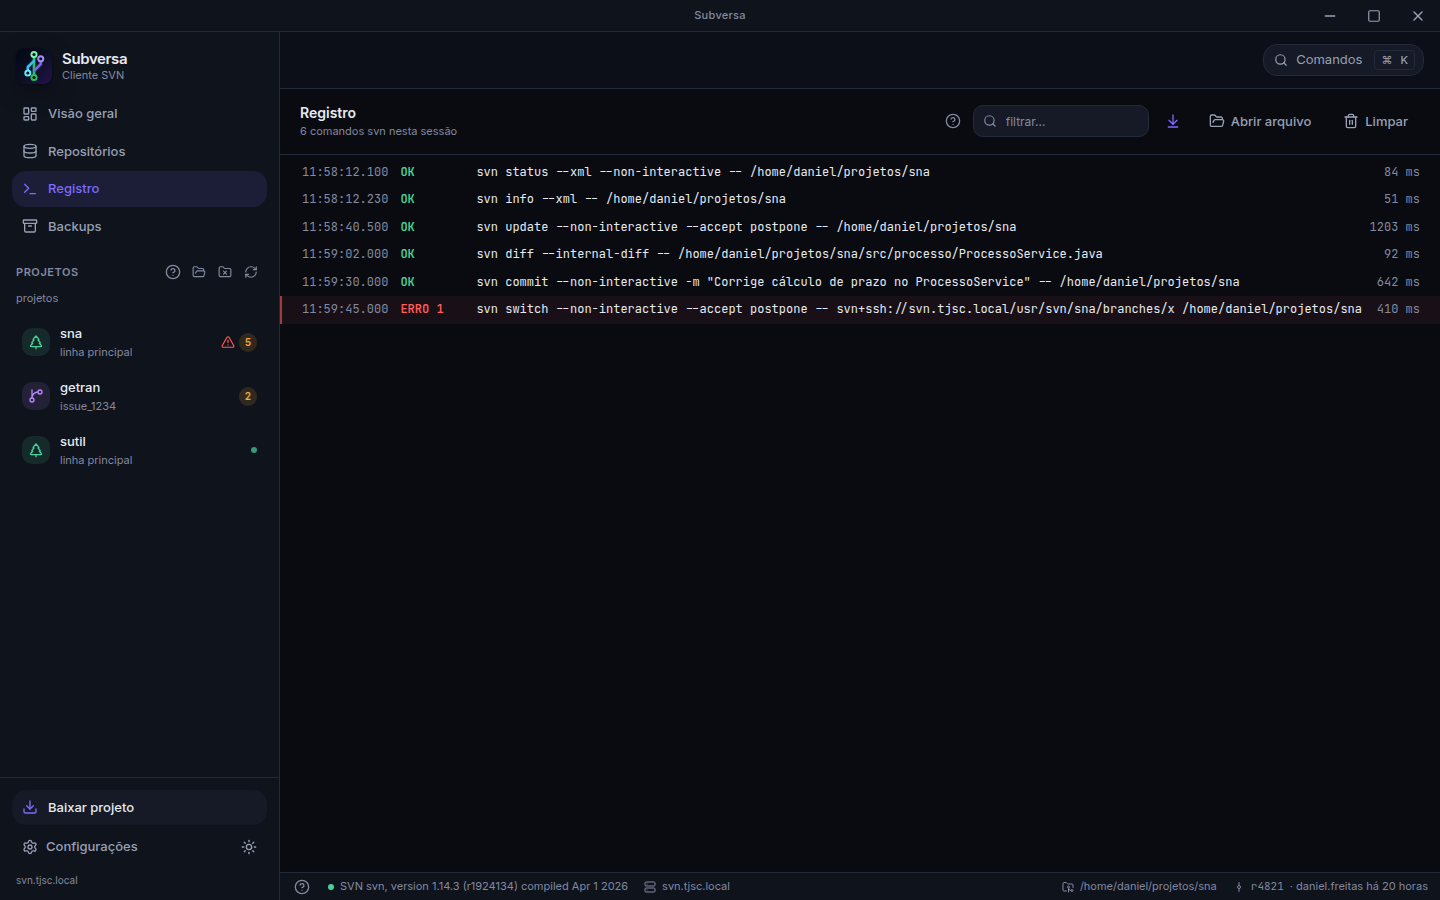 Subversa
Subversa
Cliente SVN
Comandos ⌘ K
Visão geral
Repositórios
Registro
Backups
PROJETOS
projetos
sna
linha principal
5
getran
issue_1234
2
sutil
linha principal
Baixar projeto
Configurações
svn.tjsc.local
Registro
6 comandos svn nesta sessão
filtrar...
Abrir arquivo
Limpar
11:58:12.100 OK svn status --xml --non-interactive -- /home/daniel/projetos/sna 84 ms
11:58:12.230 OK svn info --xml -- /home/daniel/projetos/sna 51 ms
11:58:40.500 OK svn update --non-interactive --accept postpone -- /home/daniel/projetos/sna 1203 ms
11:59:02.000 OK svn diff --internal-diff -- /home/daniel/projetos/sna/src/processo/ProcessoService.java 92 ms
11:59:30.000 OK svn commit --non-interactive -m "Corrige cálculo de prazo no ProcessoService" -- /home/daniel/projetos/sna 642 ms
11:59:45.000 ERRO 1 svn switch --non-interactive --accept postpone -- svn+ssh://svn.tjsc.local/usr/svn/sna/branches/x /home/daniel/projetos/sna 410 ms
SVN svn, version 1.14.3 (r1924134) compiled Apr 1 2026
svn.tjsc.local
/home/daniel/projetos/sna
r4821 · daniel.freitas há 20 horas